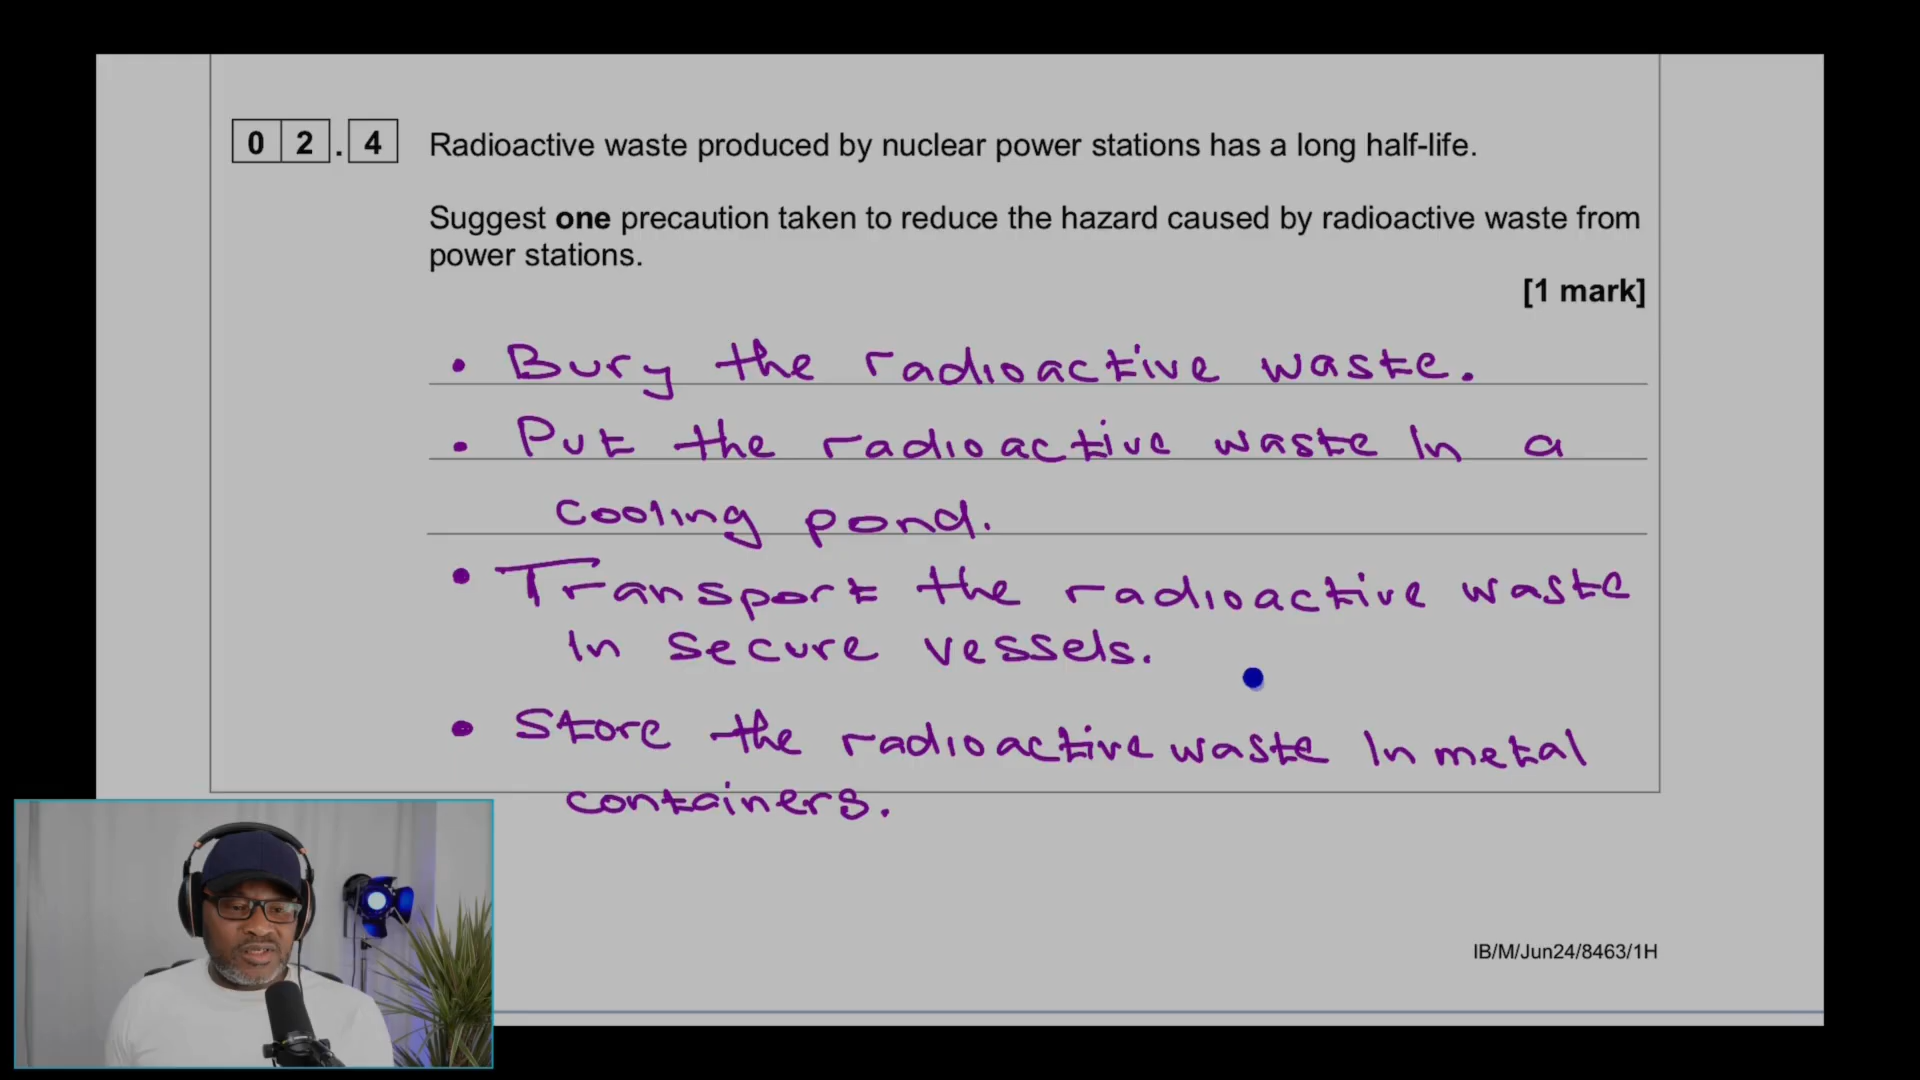 02.4 Radioactive waste produced by nuclear power stations has a long half-life.
Suggest one precaution taken to reduce the hazard caused by radioactive waste from
power stations.
[1 mark]
• Bury the radioactive waste.
• Put the radioactive waste in a
cooling pond.
• Transport the radioactive waste
in secure vessels.
• Store the radioactive waste in metal
containers.
IB/M/Jun24/8463/1H